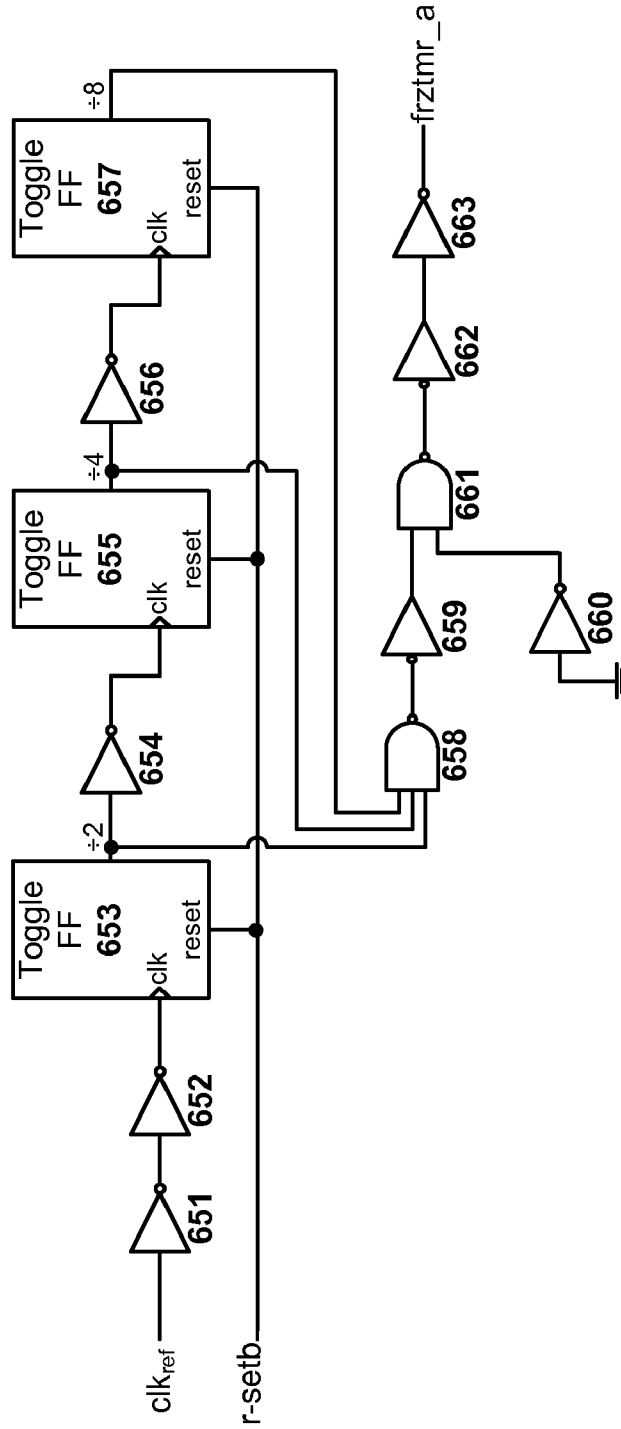 clkref
r-setb
651
652
Toggle
FF
653
clk
reset
÷2
654
Toggle
FF
655
clk
reset
÷4
656
Toggle
FF
657
clk
reset
÷8
658
659
660
661
662
663
frztmr_a